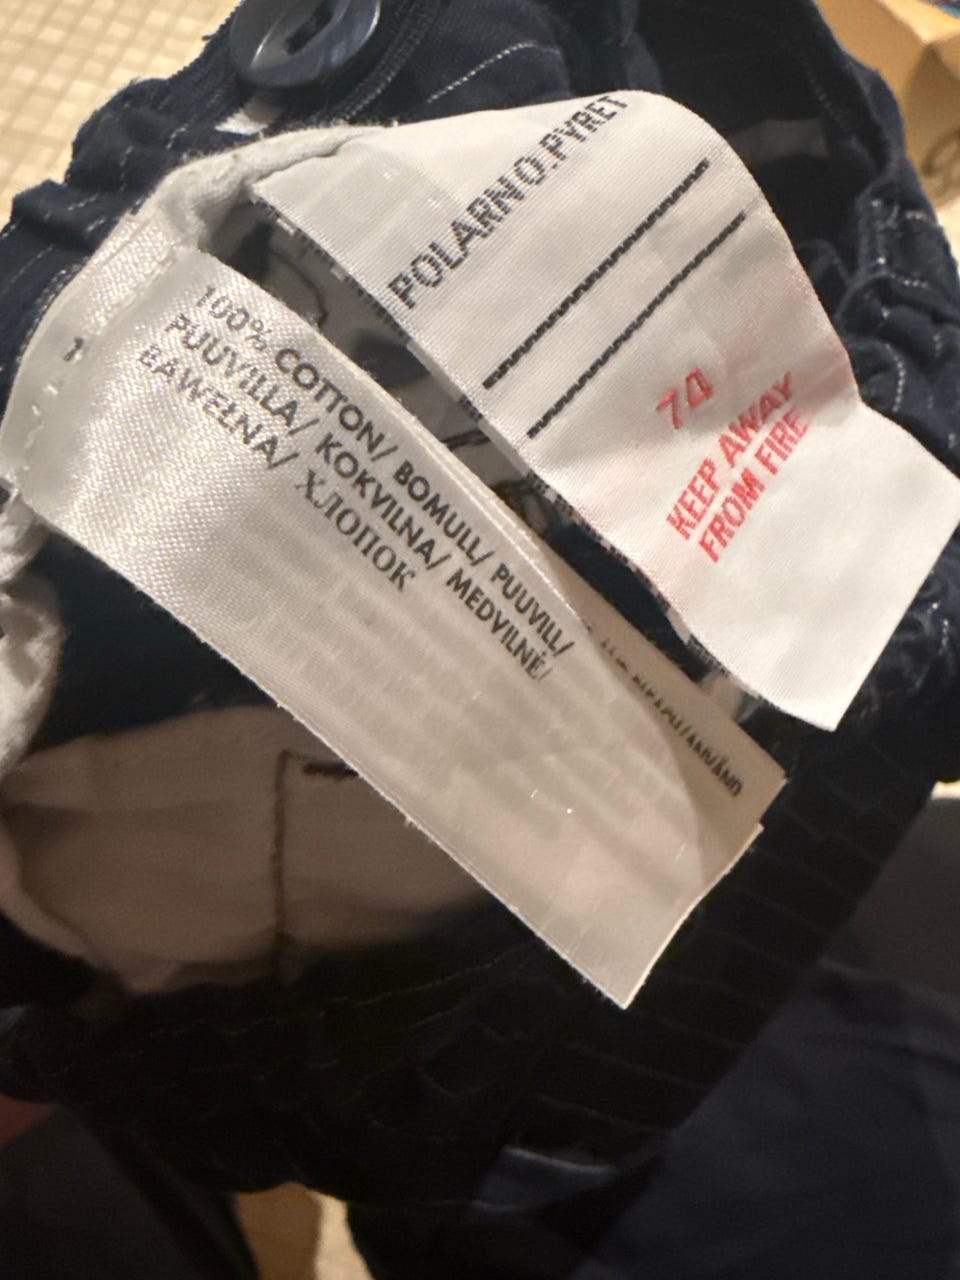 POLARN O. PYRET
74
KEEP AWAY
FROM FIRE
100% COTTON/ BOMULL/ PUUVILL/
PUUVILLA/ KOKVILNA/ MEDVILNĖ/
BAWEŁNA/
ХЛОПОК